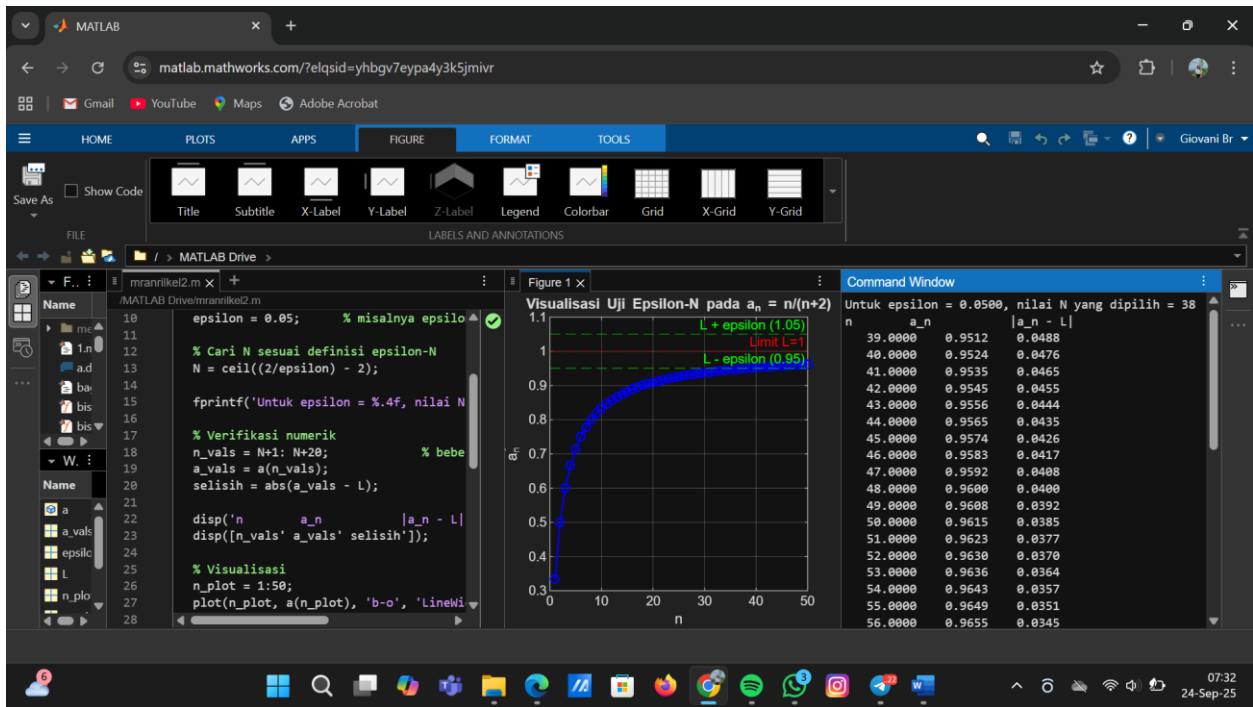 MATLAB
matlab.mathworks.com/?elqsid=yhbgv7eypa4y3k5jmivr
Gmail YouTube Maps Adobe Acrobat
HOME PLOTS APPS FIGURE FORMAT TOOLS Giovani Br
Save As Show Code Title Subtitle X-Label Y-Label Z-Label Legend Colorbar Grid X-Grid Y-Grid
FILE LABELS AND ANNOTATIONS
/ > MATLAB Drive >
F..
Name
me
1.n
a.d
ba
bis
bis
W.
Name
a
a_vals
epsilc
L
n_plo
mranrilkel2.m
/MATLAB Drive/mranrilkel2.m
10 epsilon = 0.05; % misalnya epsilo
11
12 % Cari N sesuai definisi epsilon-N
13 N = ceil((2/epsilon) - 2);
14
15 fprintf('Untuk epsilon = %.4f, nilai N
16
17 % Verifikasi numerik
18 n_vals = N+1: N+20; % bebe
19 a_vals = a(n_vals);
20 selisih = abs(a_vals - L);
21
22 disp('n a_n |a_n - L|
23 disp([n_vals' a_vals' selisih']);
24
25 % Visualisasi
26 n_plot = 1:50;
27 plot(n_plot, a(n_plot), 'b-o', 'LineWi
28
Figure 1
Visualisasi Uji Epsilon-N pada aₙ = n/(n+2)
L + epsilon (1.05)
Limit L=1
L - epsilon (0.95)
1.1
1
0.9
0.8
0.7
0.6
0.5
0.4
0.3
aₙ
0 10 20 30 40 50
n
Command Window
Untuk epsilon = 0.0500, nilai N yang dipilih = 38
n a_n |a_n - L|
39.0000 0.9512 0.0488
40.0000 0.9524 0.0476
41.0000 0.9535 0.0465
42.0000 0.9545 0.0455
43.0000 0.9556 0.0444
44.0000 0.9565 0.0435
45.0000 0.9574 0.0426
46.0000 0.9583 0.0417
47.0000 0.9592 0.0408
48.0000 0.9600 0.0400
49.0000 0.9608 0.0392
50.0000 0.9615 0.0385
51.0000 0.9623 0.0377
52.0000 0.9630 0.0370
53.0000 0.9636 0.0364
54.0000 0.9643 0.0357
55.0000 0.9649 0.0351
56.0000 0.9655 0.0345
6
3
22
07:32
24-Sep-25